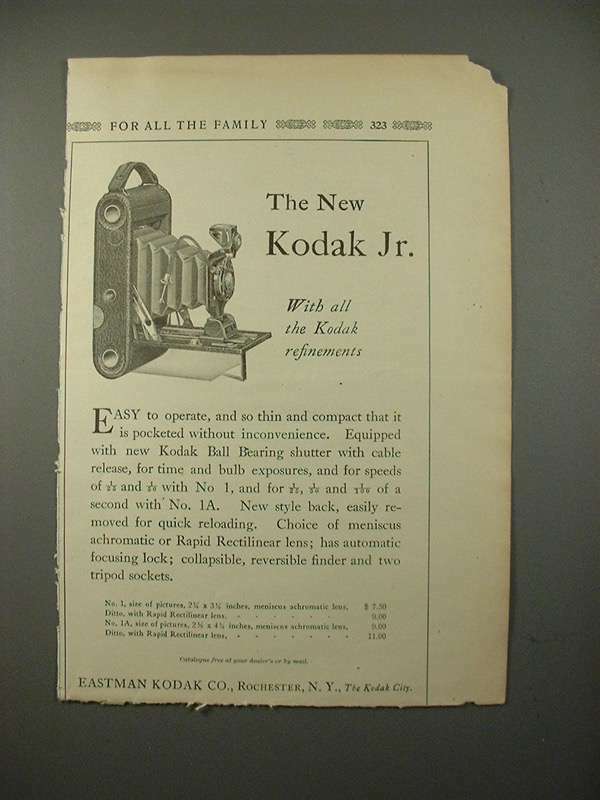 FOR ALL THE FAMILY 323
The New
Kodak Jr.
With all
the Kodak
refinements
EASY to operate, and so thin and compact that it
is pocketed without inconvenience. Equipped
with new Kodak Ball Bearing shutter with cable
release, for time and bulb exposures, and for speeds
of 1/25 and 1/50 with No 1, and for 1/25, 1/50 and 1/100 of a
second with No. 1A. New style back, easily re-
moved for quick reloading. Choice of meniscus
achromatic or Rapid Rectilinear lens; has automatic
focusing lock; collapsible, reversible finder and two
tripod sockets.
No. 1, size of pictures, 2¼ x 3¼ inches, meniscus achromatic lens, $ 7.50
Ditto, with Rapid Rectilinear lens, - - - - - - - 9.00
No. 1A, size of pictures, 2½ x 4¼ inches, meniscus achromatic lens, 9.00
Ditto, with Rapid Rectilinear lens, - - - - - - - 11.00
Catalogue free at your dealer's or by mail.
EASTMAN KODAK CO., ROCHESTER, N. Y., The Kodak City.